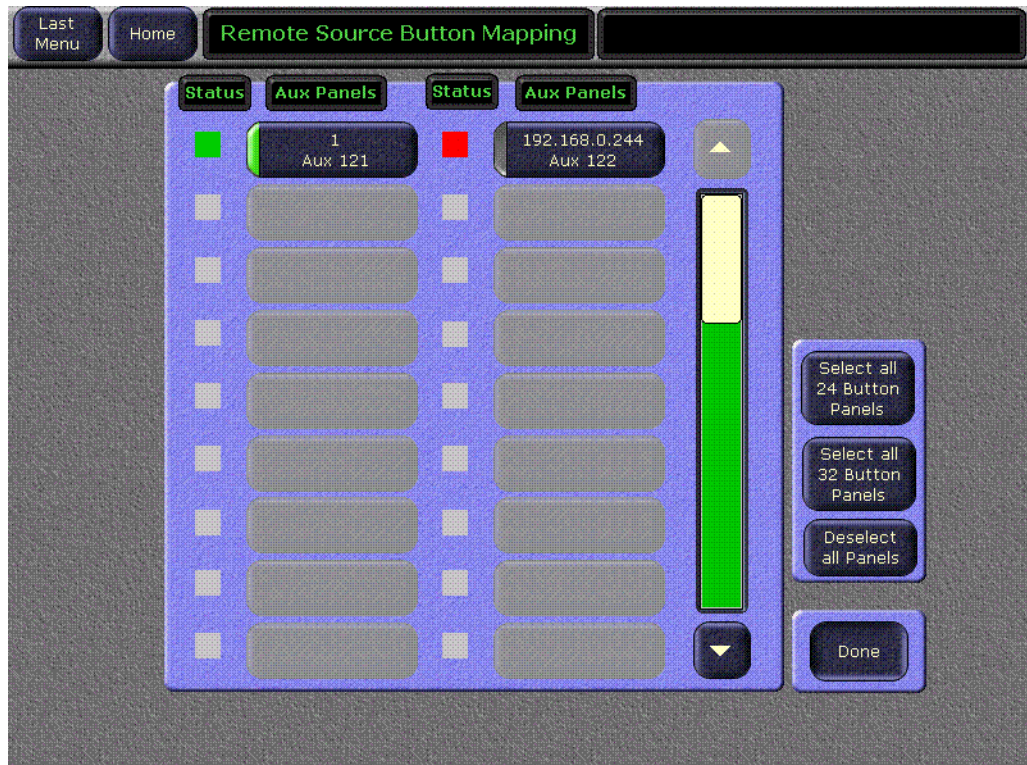 Last
Menu
Home
Remote Source Button Mapping
Status
Aux Panels
Status
Aux Panels
1
Aux 121
192.168.0.244
Aux 122
Select all
24 Button
Panels
Select all
32 Button
Panels
Deselect
all Panels
Done